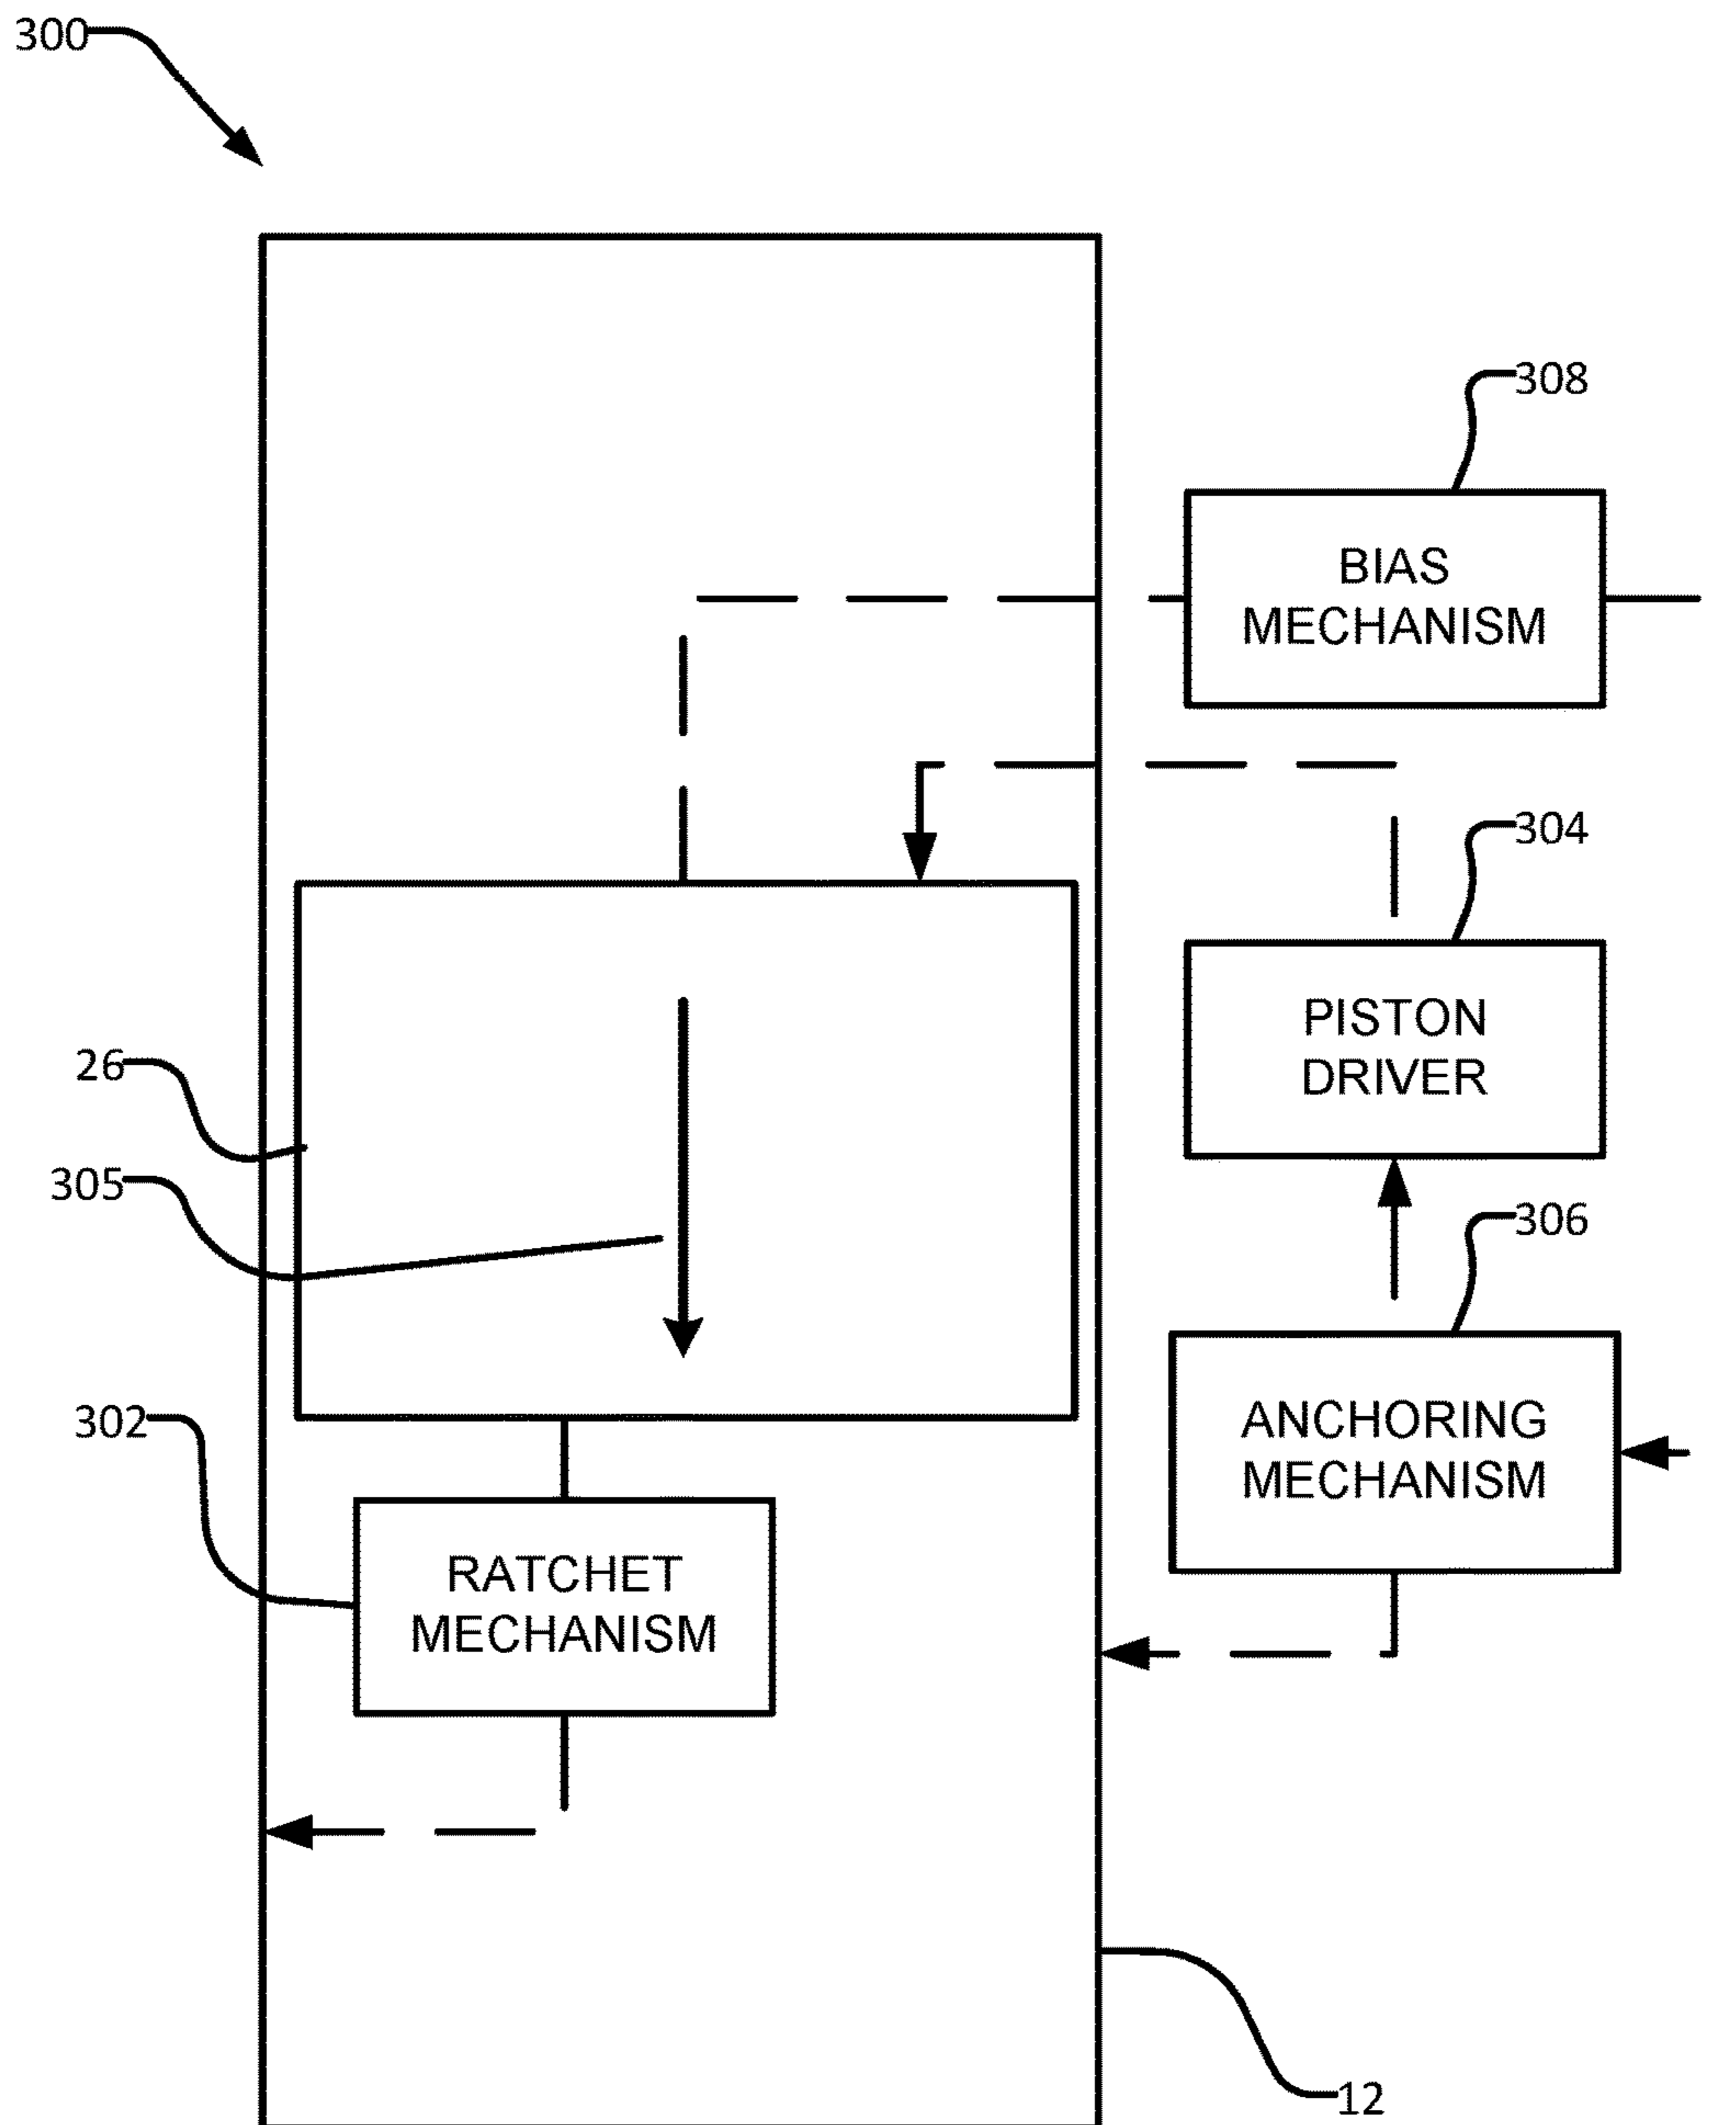 300
308
BIAS
MECHANISM
304
PISTON
DRIVER
26
305
306
ANCHORING
MECHANISM
302
RATCHET
MECHANISM
12